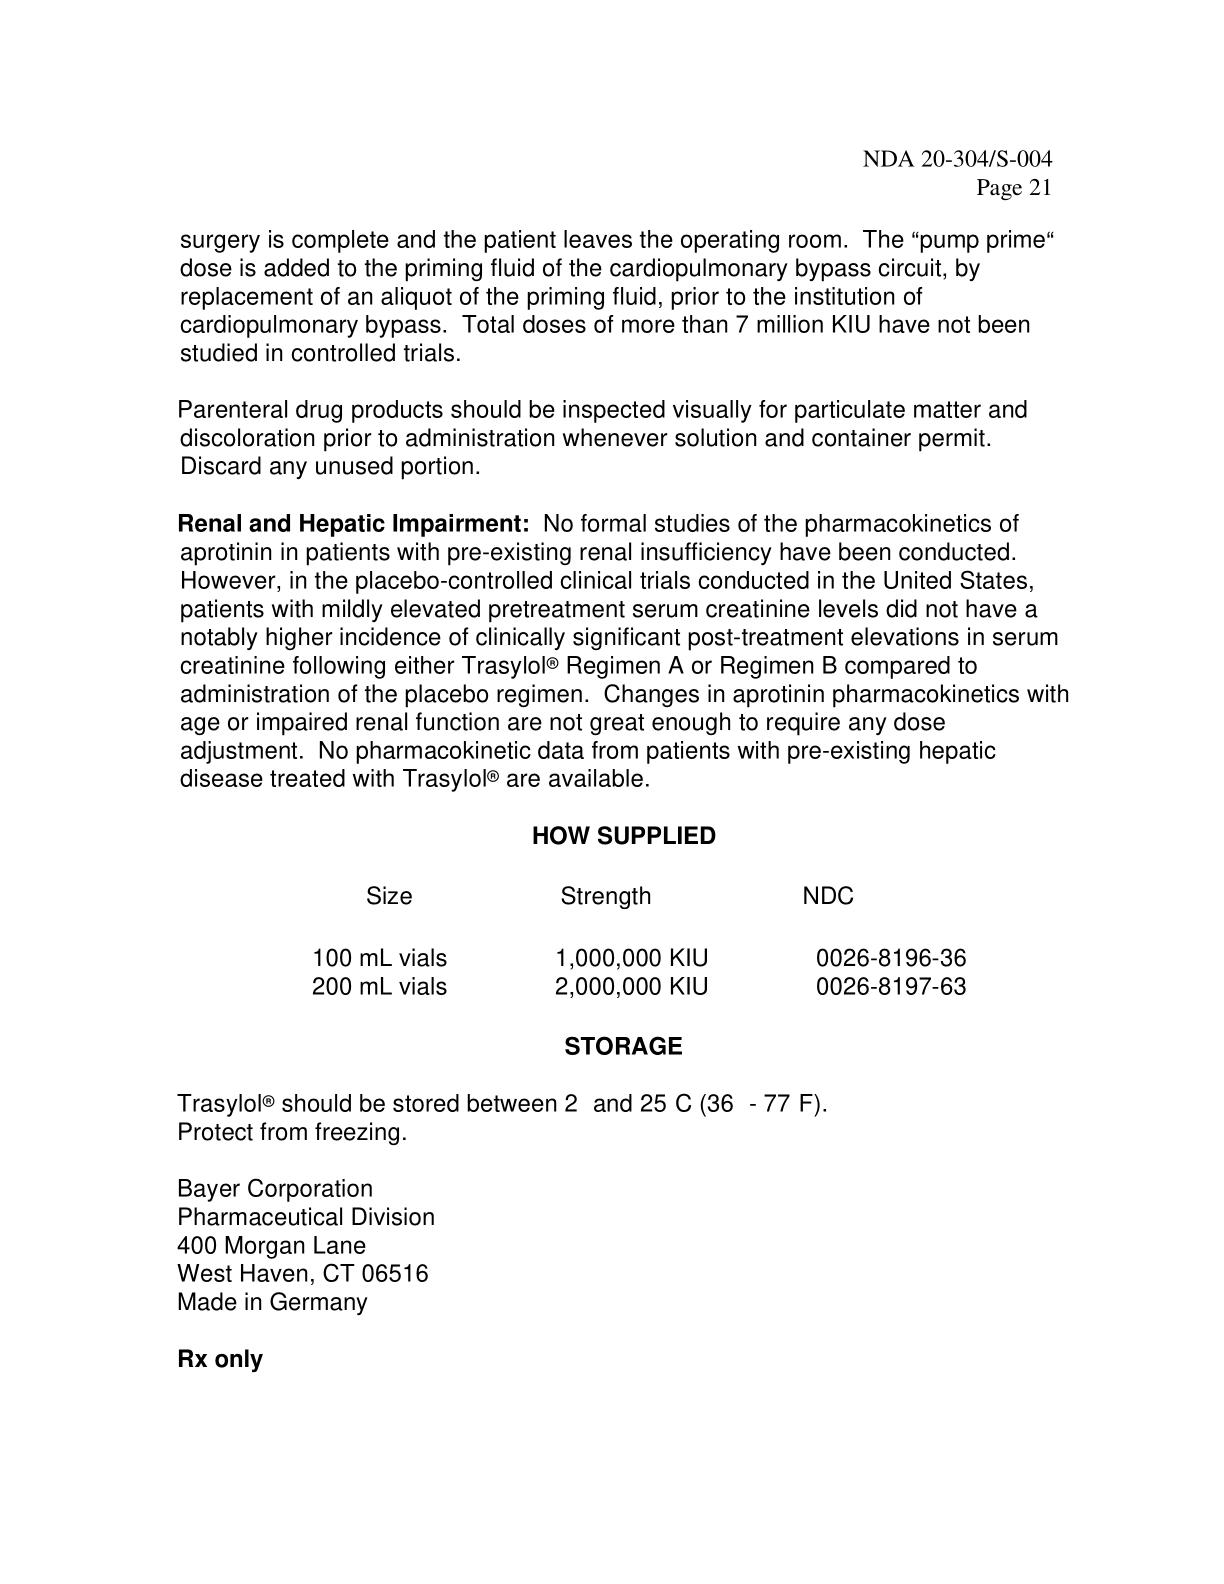 NDA 20-304/S-004
Page 21
surgery is complete and the patient leaves the operating room.  The “pump prime“
dose is added to the priming fluid of the cardiopulmonary bypass circuit, by
replacement of an aliquot of the priming fluid, prior to the institution of
cardiopulmonary bypass.  Total doses of more than 7 million KIU have not been
studied in controlled trials.
Parenteral drug products should be inspected visually for particulate matter and
discoloration prior to administration whenever solution and container permit.
Discard any unused portion.
Renal and Hepatic Impairment:  No formal studies of the pharmacokinetics of
aprotinin in patients with pre-existing renal insufficiency have been conducted.
However, in the placebo-controlled clinical trials conducted in the United States,
patients with mildly elevated pretreatment serum creatinine levels did not have a
notably higher incidence of clinically significant post-treatment elevations in serum
creatinine following either Trasylol® Regimen A or Regimen B compared to
administration of the placebo regimen.  Changes in aprotinin pharmacokinetics with
age or impaired renal function are not great enough to require any dose
adjustment.  No pharmacokinetic data from patients with pre-existing hepatic
disease treated with Trasylol® are available.
HOW SUPPLIED
Size Strength NDC
100 mL vials 1,000,000 KIU 0026-8196-36
200 mL vials 2,000,000 KIU 0026-8197-63
STORAGE
Trasylol® should be stored between 2  and 25 C (36  - 77 F).
Protect from freezing.
Bayer Corporation
Pharmaceutical Division
400 Morgan Lane
West Haven, CT 06516
Made in Germany
Rx only